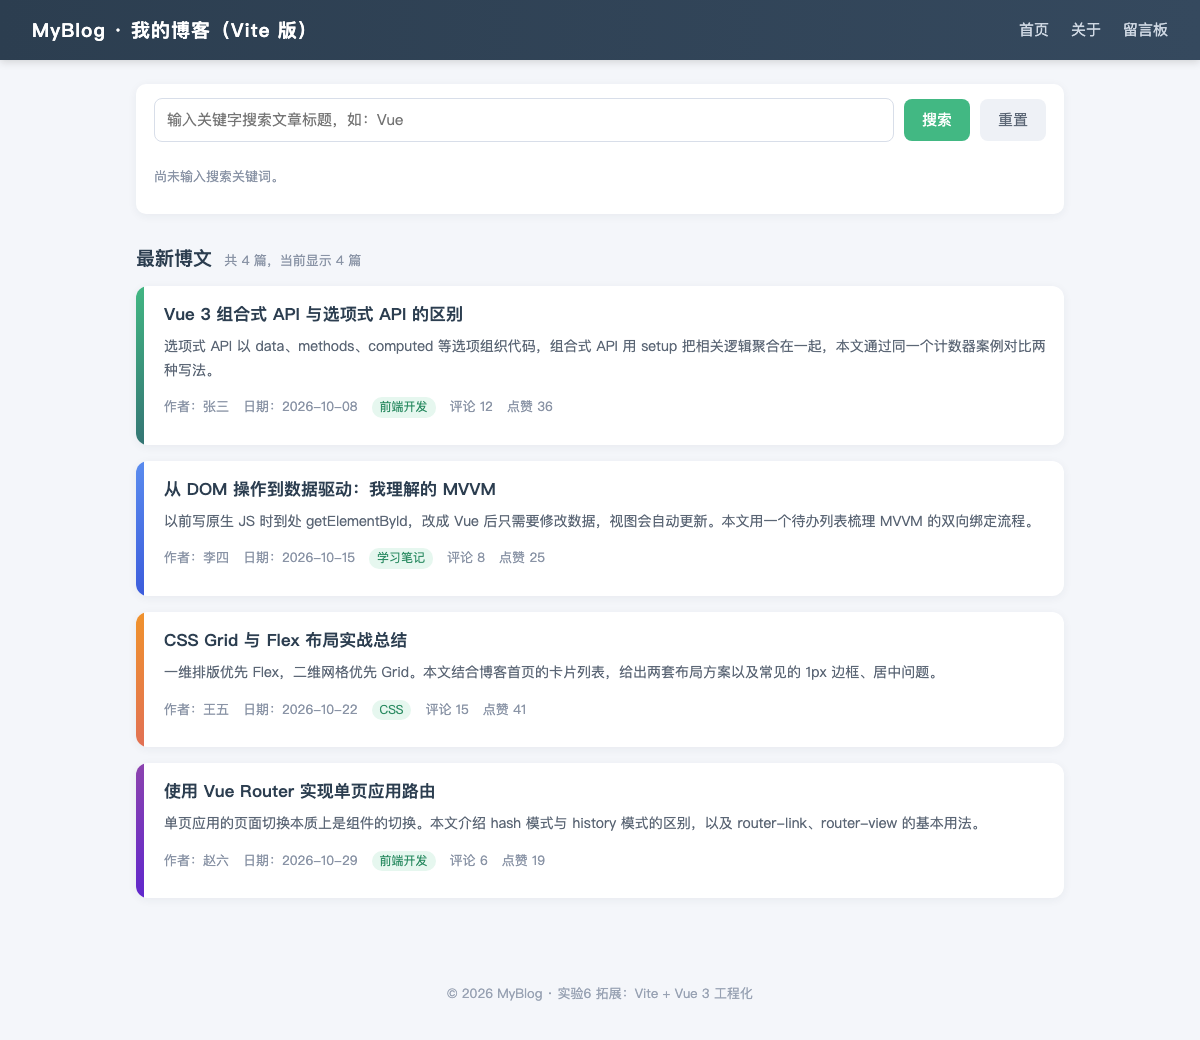 MyBlog · 我的博客（Vite 版）
首页 关于 留言板
输入关键字搜索文章标题，如：Vue
搜索
重置
尚未输入搜索关键词。
最新博文 共 4 篇，当前显示 4 篇
Vue 3 组合式 API 与选项式 API 的区别
选项式 API 以 data、methods、computed 等选项组织代码，组合式 API 用 setup 把相关逻辑聚合在一起，本文通过同一个计数器案例对比两
种写法。
作者：张三 日期：2026-10-08 前端开发 评论 12 点赞 36
从 DOM 操作到数据驱动：我理解的 MVVM
以前写原生 JS 时到处 getElementById，改成 Vue 后只需要修改数据，视图会自动更新。本文用一个待办列表梳理 MVVM 的双向绑定流程。
作者：李四 日期：2026-10-15 学习笔记 评论 8 点赞 25
CSS Grid 与 Flex 布局实战总结
一维排版优先 Flex，二维网格优先 Grid。本文结合博客首页的卡片列表，给出两套布局方案以及常见的 1px 边框、居中问题。
作者：王五 日期：2026-10-22 CSS 评论 15 点赞 41
使用 Vue Router 实现单页应用路由
单页应用的页面切换本质上是组件的切换。本文介绍 hash 模式与 history 模式的区别，以及 router-link、router-view 的基本用法。
作者：赵六 日期：2026-10-29 前端开发 评论 6 点赞 19
© 2026 MyBlog · 实验6 拓展：Vite + Vue 3 工程化